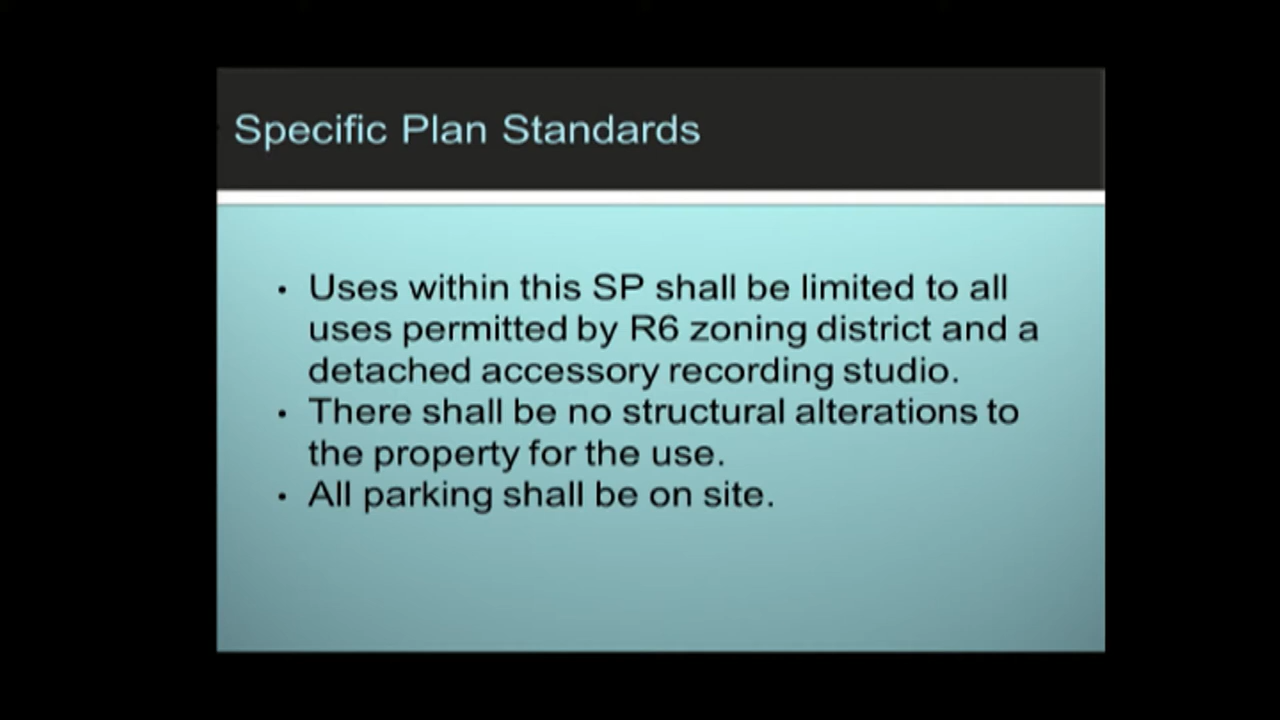 Specific Plan Standards
• Uses within this SP shall be limited to all
uses permitted by R6 zoning district and a
detached accessory recording studio.
• There shall be no structural alterations to
the property for the use.
• All parking shall be on site.